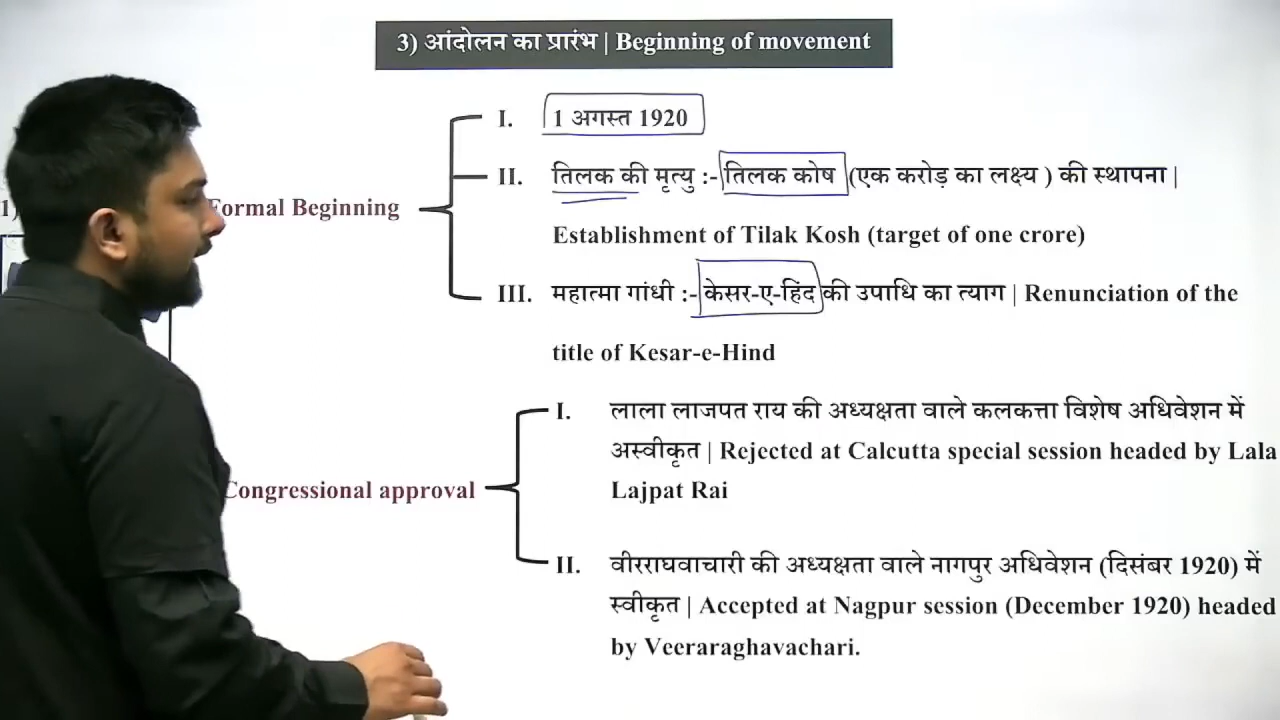 3) आंदोलन का प्रारंभ | Beginning of movement
I. 1 अगस्त 1920
II. तिलक की मृत्यु :- तिलक कोष (एक करोड़ का लक्ष्य ) की स्थापना |
Establishment of Tilak Kosh (target of one crore)
1)
Formal Beginning
III. महात्मा गांधी :- केसर-ए-हिंद की उपाधि का त्याग | Renunciation of the
title of Kesar-e-Hind
I. लाला लाजपत राय की अध्यक्षता वाले कलकत्ता विशेष अधिवेशन में
अस्वीकृत | Rejected at Calcutta special session headed by Lala
Lajpat Rai
Congressional approval
II. वीरराघवाचारी की अध्यक्षता वाले नागपुर अधिवेशन (दिसंबर 1920) में
स्वीकृत | Accepted at Nagpur session (December 1920) headed
by Veeraraghavachari.